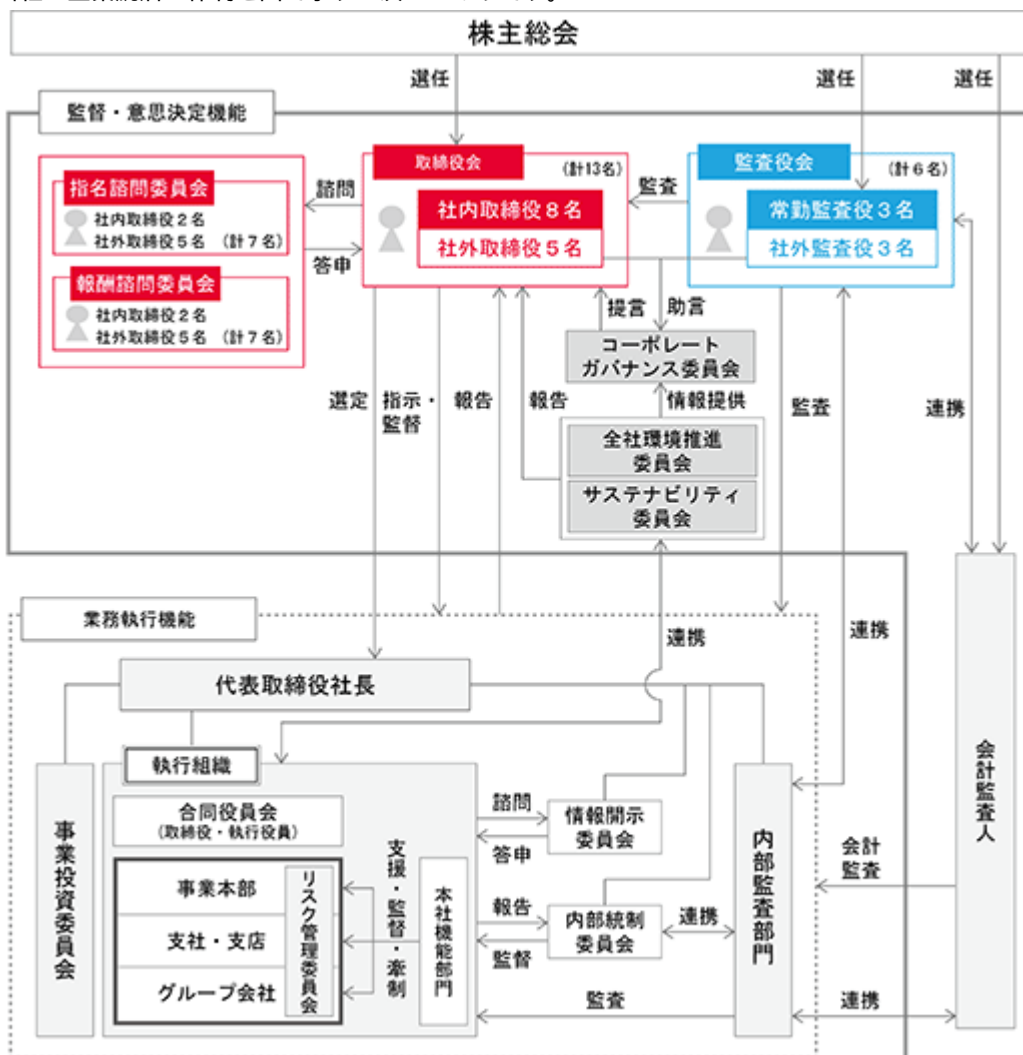 株主総会
選任
選任
選任
監督・意思決定機能
指名諮問委員会
社内取締役2名
社外取締役5名 (計7名)
報酬諮問委員会
社内取締役2名
社外取締役5名 (計7名)
諮問
答申
取締役会
(計13名)
社内取締役8名
社外取締役5名
監査
監査役会
(計6名)
常勤監査役3名
社外監査役3名
提言
助言
コーポレート
ガバナンス委員会
選定
指示・
監督
報告
報告
情報提供
監査
連携
全社環境推進
委員会
サステナビリティ
委員会
業務執行機能
連携
連携
代表取締役社長
執行組織
事業投資委員会
合同役員会
(取締役・執行役員)
事業本部
支社・支店
グループ会社
リスク管理委員会
支援・監督・牽制
本社機能部門
諮問
答申
情報開示
委員会
報告
監督
内部統制
委員会
連携
監査
内部監査部門
会計
監査
連携
会計監査人